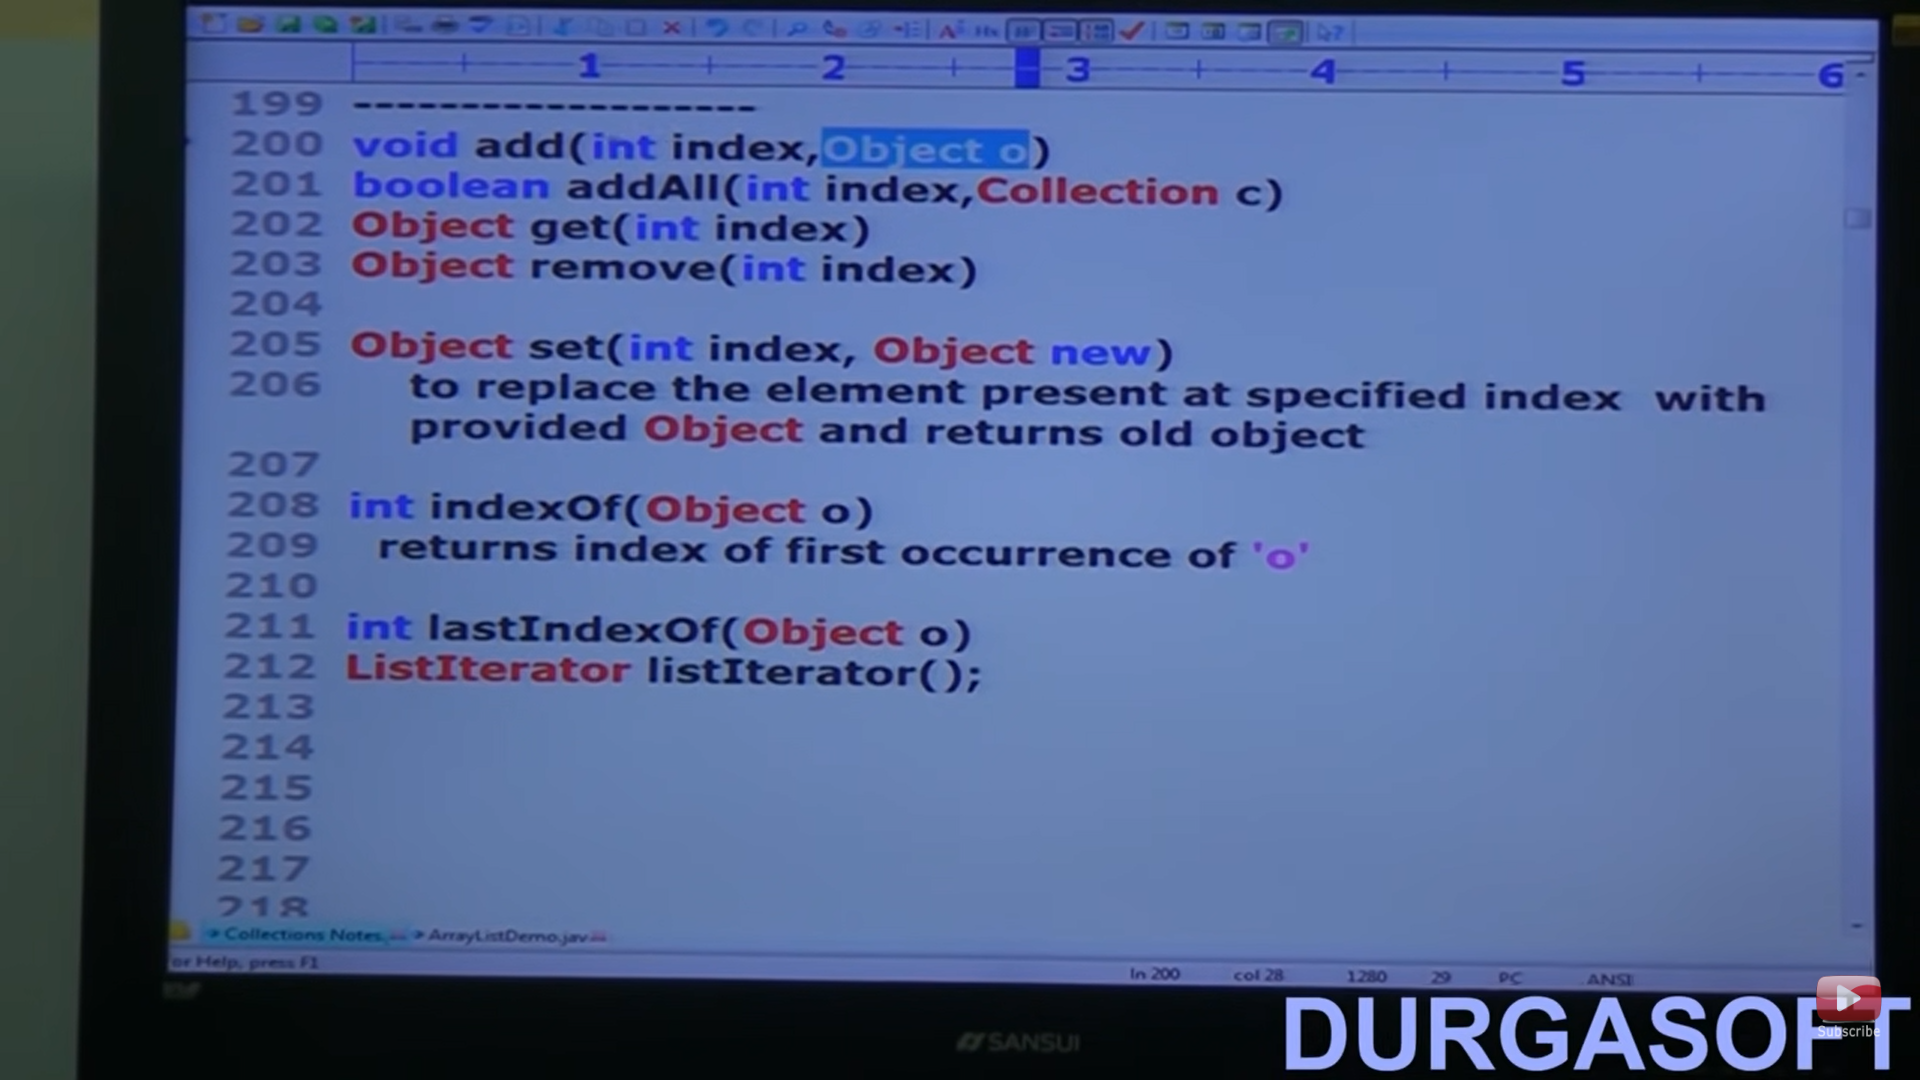 1 2 3 4 5 6
199 -------------------
200 void add(int index,Object o)
201 boolean addAll(int index,Collection c)
202 Object get(int index)
203 Object remove(int index)
204
205 Object set(int index, Object new)
206 to replace the element present at specified index with
provided Object and returns old object
207
208 int indexOf(Object o)
209 returns index of first occurrence of 'o'
210
211 int lastIndexOf(Object o)
212 ListIterator listIterator();
213
214
215
216
217
218
Collections Notes. ArrayListDemo.jav
or Help, press F1 ln 200 col 28 1280 29 PC ANSI
SANSUI
DURGASOFT
Subscribe